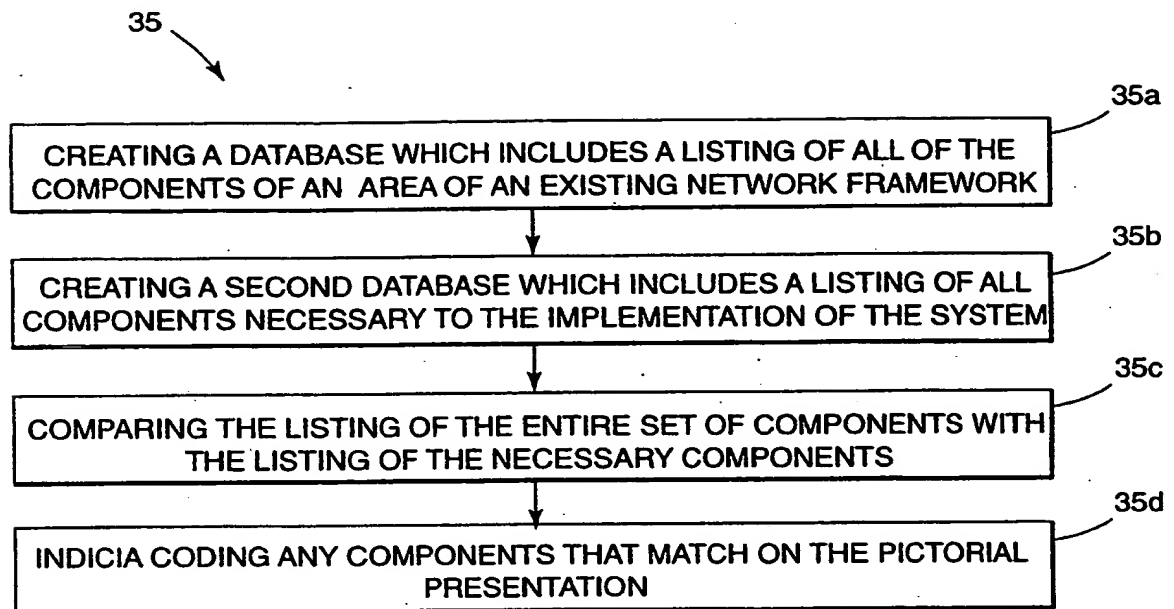 35
35a
CREATING A DATABASE WHICH INCLUDES A LISTING OF ALL OF THE
COMPONENTS OF AN AREA OF AN EXISTING NETWORK FRAMEWORK
35b
CREATING A SECOND DATABASE WHICH INCLUDES A LISTING OF ALL
COMPONENTS NECESSARY TO THE IMPLEMENTATION OF THE SYSTEM
35c
COMPARING THE LISTING OF THE ENTIRE SET OF COMPONENTS WITH
THE LISTING OF THE NECESSARY COMPONENTS
35d
INDICIA CODING ANY COMPONENTS THAT MATCH ON THE PICTORIAL
PRESENTATION